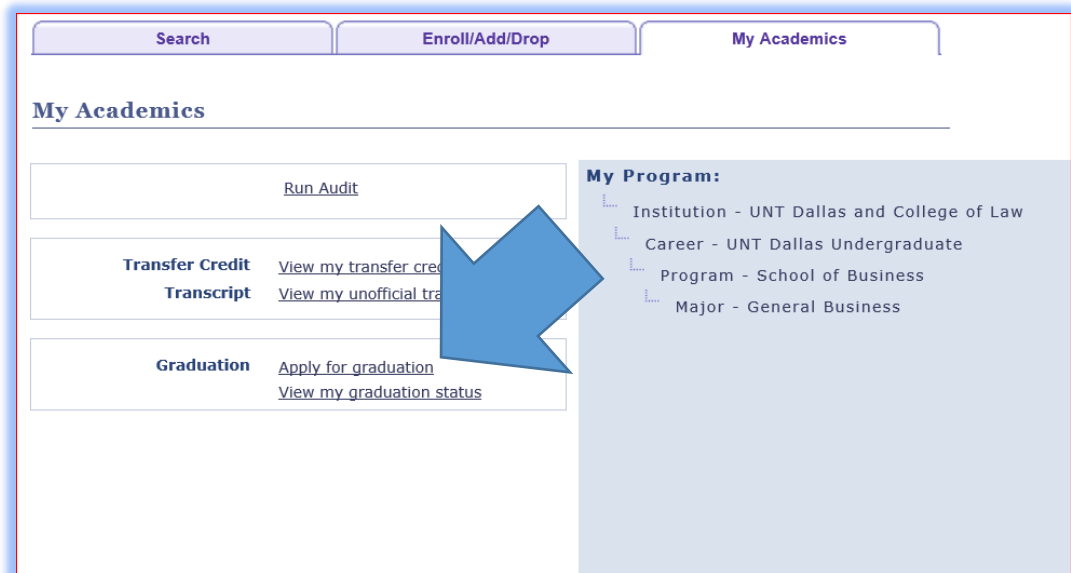 Search Enroll/Add/Drop My Academics
My Academics
Run Audit
Transfer Credit View my transfer
Transcript View my unofficial
Graduation Apply for graduation
View my graduation status
My Program:
Institution - UNT Dallas and College of Law
Career - UNT Dallas Undergraduate
Program - School of Business
Major - General Business